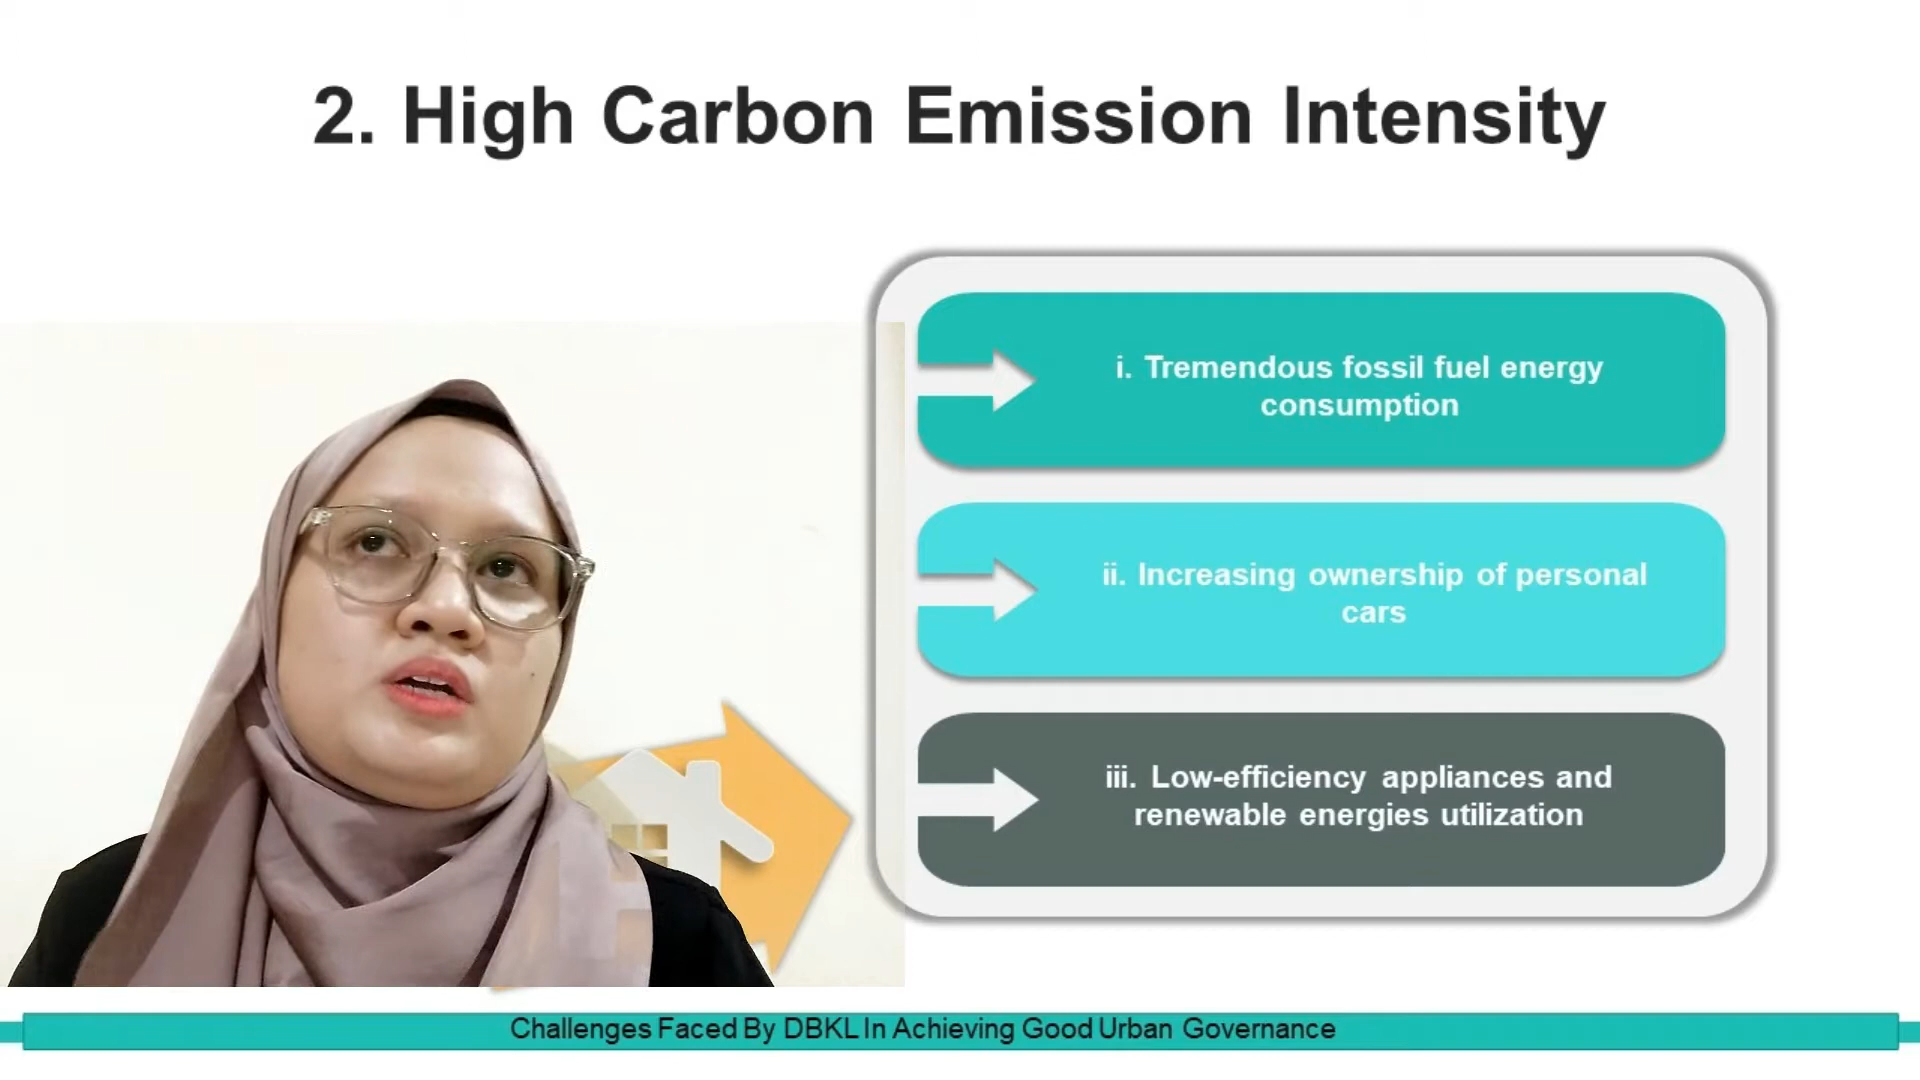 2. High Carbon Emission Intensity
i. Tremendous fossil fuel energy
consumption
ii. Increasing ownership of personal
cars
iii. Low-efficiency appliances and
renewable energies utilization
Challenges Faced By DBKL In Achieving Good Urban Governance